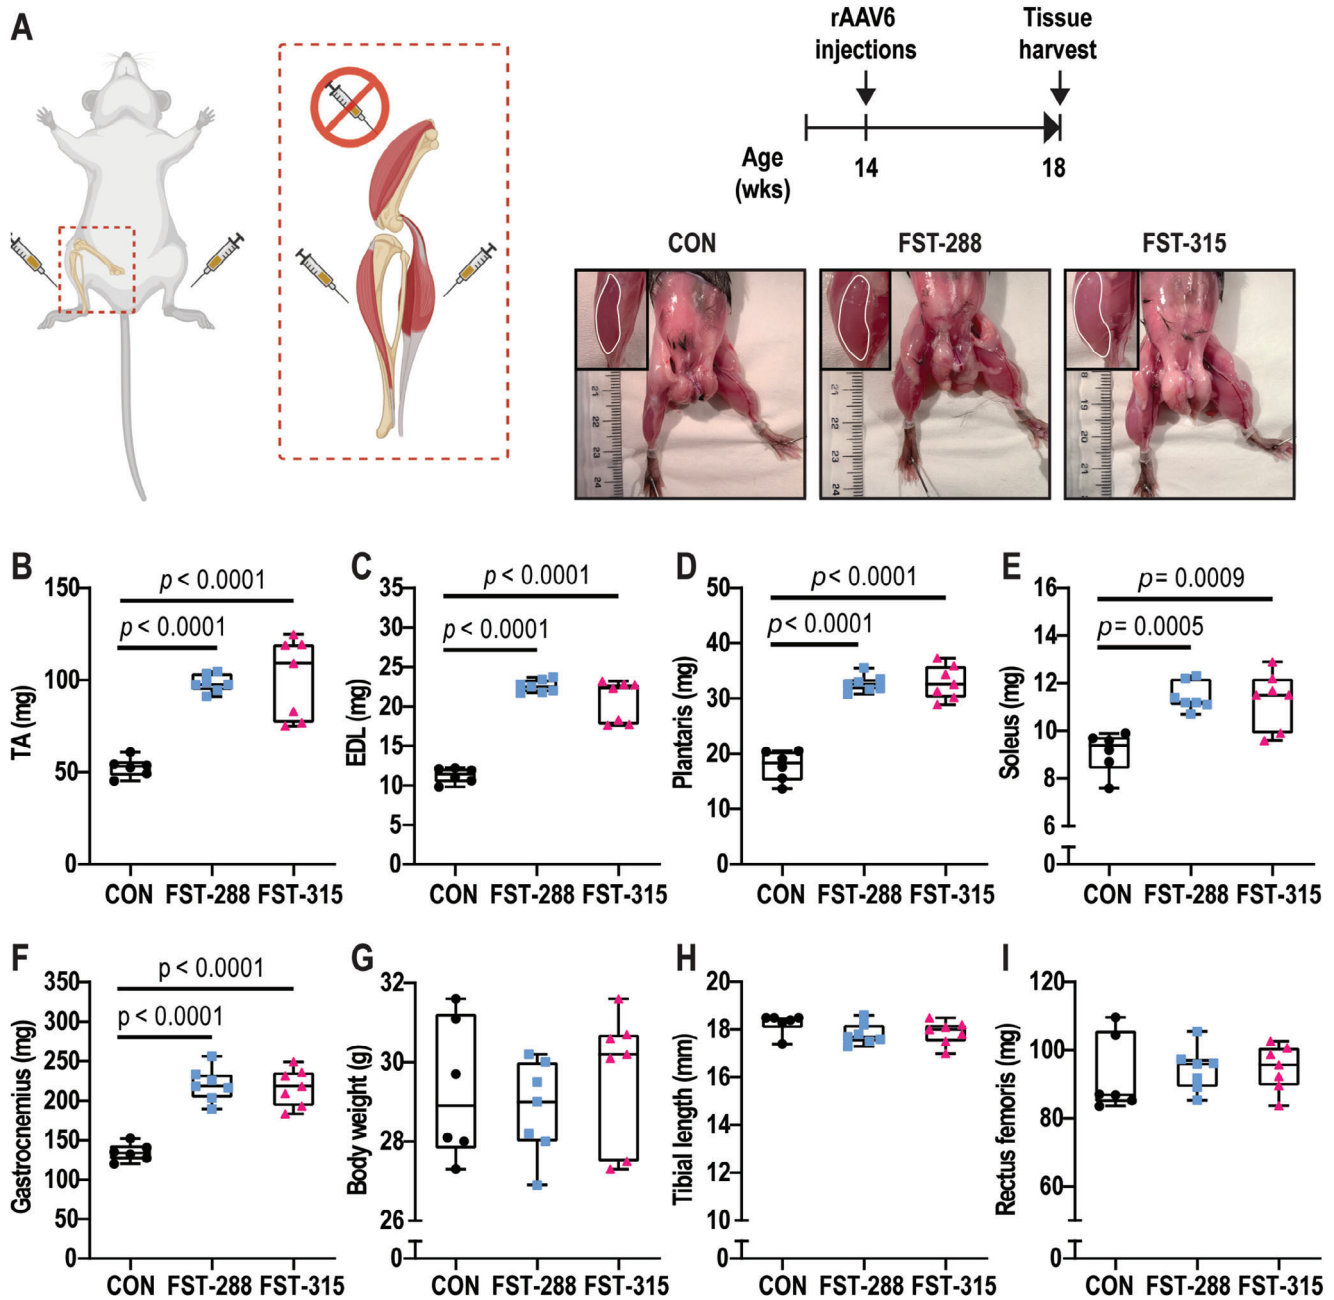 A
rAAV6
injections
Tissue
harvest
Age
(wks)
14
18
CON
FST-288
FST-315
21
22
23
24
18
19
20
21
B
TA (mg)
150
100
50
0
p < 0.0001
p < 0.0001
CON
FST-288
FST-315
C
EDL (mg)
35
30
25
20
15
10
5
0
p < 0.0001
p < 0.0001
CON
FST-288
FST-315
D
Plantaris (mg)
50
40
30
20
10
0
p < 0.0001
p < 0.0001
CON
FST-288
FST-315
E
Soleus (mg)
16
14
12
10
8
6
0
p = 0.0009
p = 0.0005
CON
FST-288
FST-315
F
Gastrocnemius (mg)
350
300
250
200
150
100
50
0
p < 0.0001
p < 0.0001
CON
FST-288
FST-315
G
Body weight (g)
32
30
28
26
0
CON
FST-288
FST-315
H
Tibial length (mm)
20
18
16
14
12
10
0
CON
FST-288
FST-315
I
Rectus femoris (mg)
120
100
80
60
0
CON
FST-288
FST-315